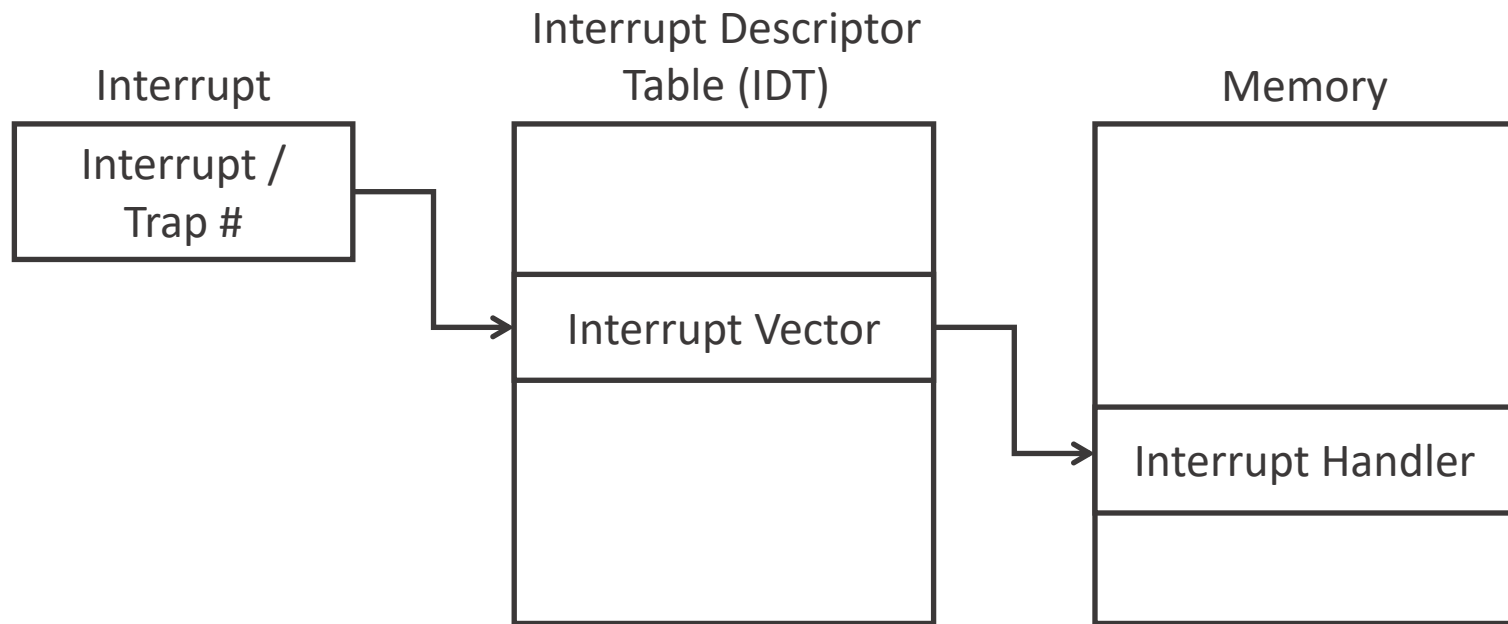 Interrupt Descriptor
Table (IDT)
Interrupt
Memory
Interrupt /
Trap #
Interrupt Vector
Interrupt Handler